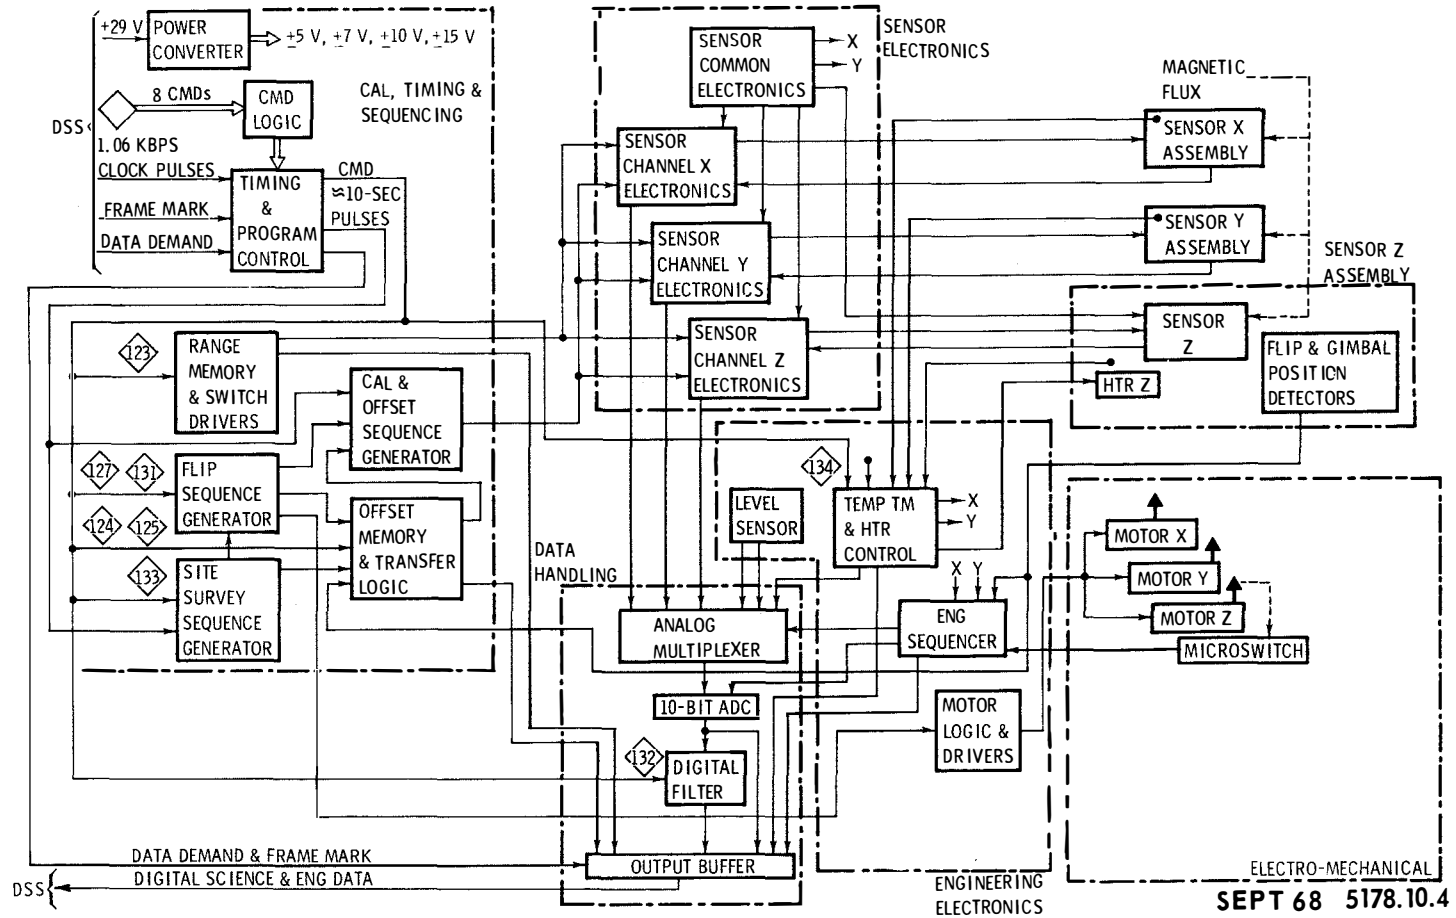 +29 V
POWER
CONVERTER
±5 V, ±7 V, ±10 V, ±15 V
8 CMDs
CMD
LOGIC
CAL, TIMING &
SEQUENCING
DSS
1.06 KBPS
CLOCK PULSES
FRAME MARK
DATA DEMAND
TIMING
&
PROGRAM
CONTROL
CMD
≈10-SEC
PULSES
SENSOR
COMMON
ELECTRONICS
X
Y
SENSOR
ELECTRONICS
SENSOR
CHANNEL X
ELECTRONICS
SENSOR
CHANNEL Y
ELECTRONICS
SENSOR
CHANNEL Z
ELECTRONICS
MAGNETIC
FLUX
SENSOR X
ASSEMBLY
SENSOR Y
ASSEMBLY
SENSOR Z
ASSEMBLY
SENSOR
Z
HTR Z
FLIP & GIMBAL
POSITION
DETECTORS
123
RANGE
MEMORY
& SWITCH
DRIVERS
CAL &
OFFSET
SEQUENCE
GENERATOR
127
131
FLIP
SEQUENCE
GENERATOR
124
125
OFFSET
MEMORY
& TRANSFER
LOGIC
133
SITE
SURVEY
SEQUENCE
GENERATOR
134
LEVEL
SENSOR
TEMP TM
& HTR
CONTROL
X
Y
DATA
HANDLING
ANALOG
MULTIPLEXER
X Y
ENG
SEQUENCER
MOTOR X
MOTOR Y
MOTOR Z
MICROSWITCH
10-BIT ADC
MOTOR
LOGIC &
DRIVERS
132
DIGITAL
FILTER
DATA DEMAND & FRAME MARK
OUTPUT BUFFER
DSS
DIGITAL SCIENCE & ENG DATA
ENGINEERING
ELECTRONICS
ELECTRO-MECHANICAL
SEPT 68 5178.10.4